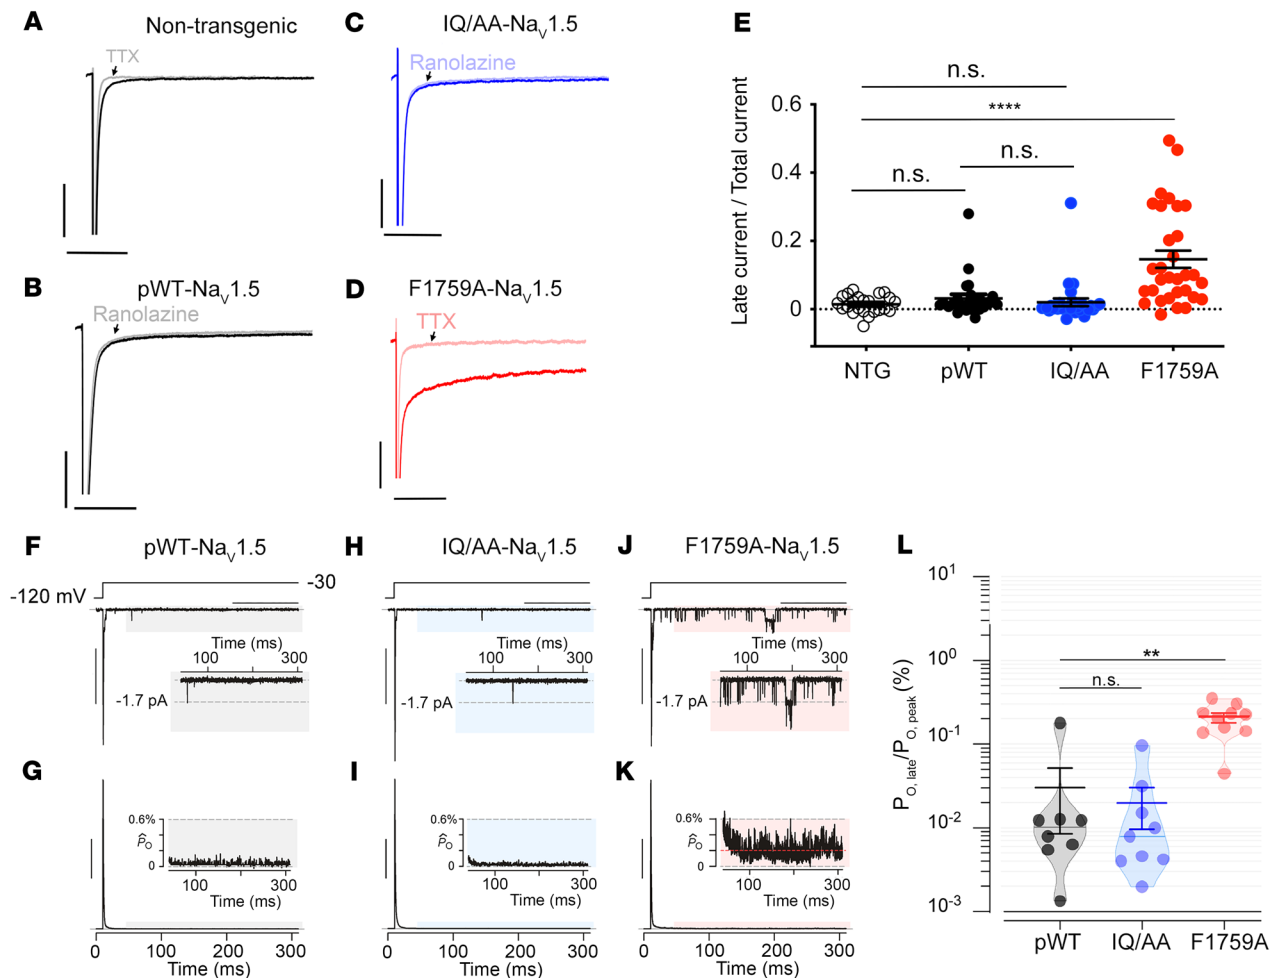 A
Non-transgenic
TTX
C
IQ/AA-NaV1.5
Ranolazine
B
pWT-NaV1.5
Ranolazine
D
F1759A-NaV1.5
TTX
E
n.s.
****
n.s.
n.s.
Late current / Total current
0.6
0.4
0.2
0
NTG pWT IQ/AA F1759A
F
pWT-NaV1.5
-120 mV
-30
Time (ms)
100 300
-1.7 pA
H
IQ/AA-NaV1.5
Time (ms)
100 300
-1.7 pA
J
F1759A-NaV1.5
Time (ms)
100 200 300
-1.7 pA
G
0.6%
P̂O
0
100 300
Time (ms)
0 100 200 300
Time (ms)
I
0.6%
P̂O
0
100 300
Time (ms)
0 100 200 300
Time (ms)
K
0.6%
P̂O
0
100 200 300
Time (ms)
0 100 200 300
Time (ms)
L
PO, late/PO, peak (%)
10^1
10^0
10^-1
10^-2
10^-3
**
n.s.
pWT IQ/AA F1759A